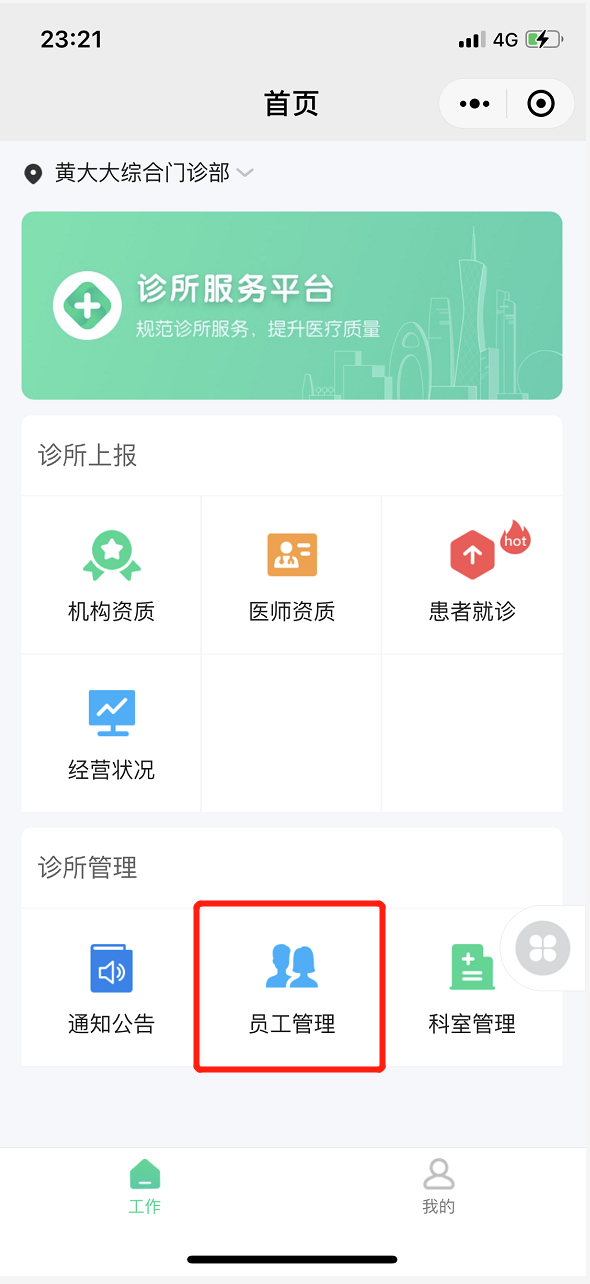 23:21
4G
首页
黄大大综合门诊部
诊所服务平台
规范诊所服务，提升医疗质量
诊所上报
机构资质
医师资质
hot
患者就诊
经营状况
诊所管理
通知公告
员工管理
科室管理
工作
我的